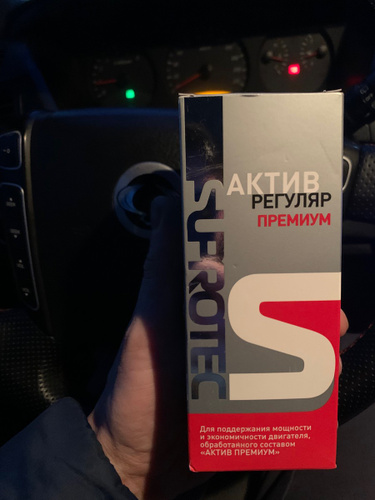 SUPROTEC
АКТИВ
РЕГУЛЯР
ПРЕМИУМ
S
Для поддержания мощности
и экономичности двигателя,
обработанного составом
«АКТИВ ПРЕМИУМ»